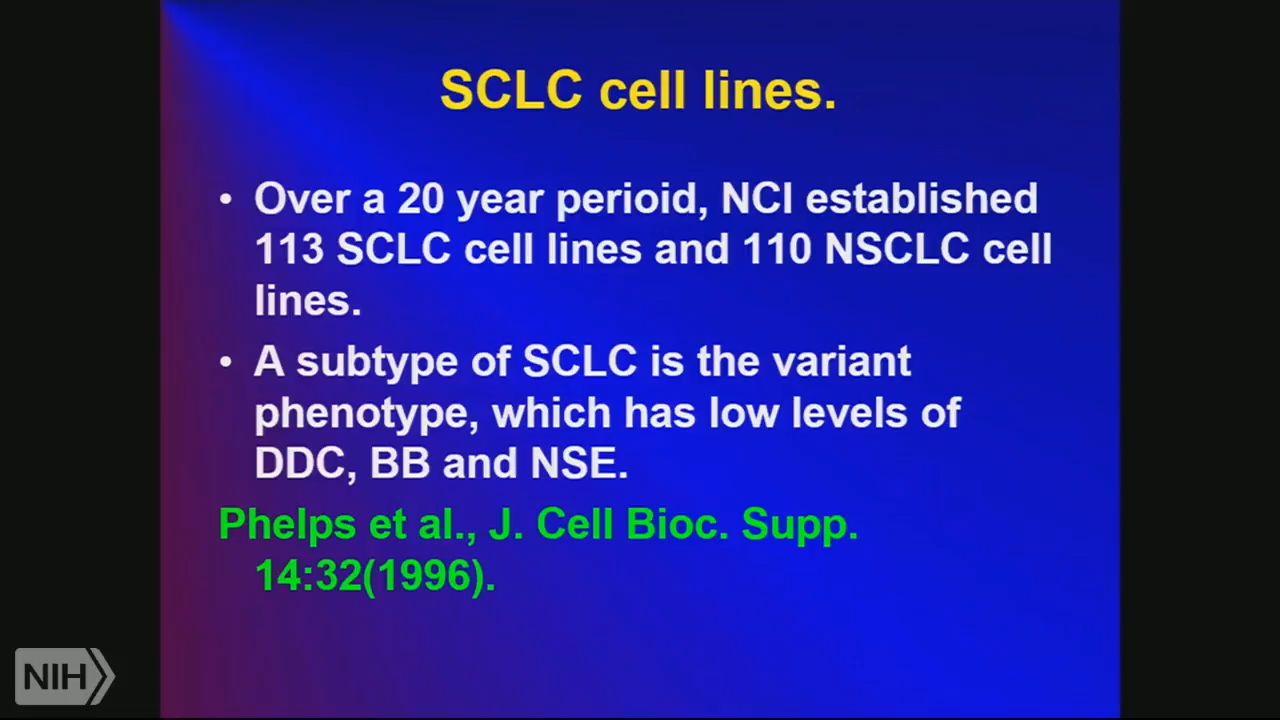 SCLC cell lines.
• Over a 20 year perioid, NCI established
113 SCLC cell lines and 110 NSCLC cell
lines.
• A subtype of SCLC is the variant
phenotype, which has low levels of
DDC, BB and NSE.
Phelps et al., J. Cell Bioc. Supp.
14:32(1996).
NIH